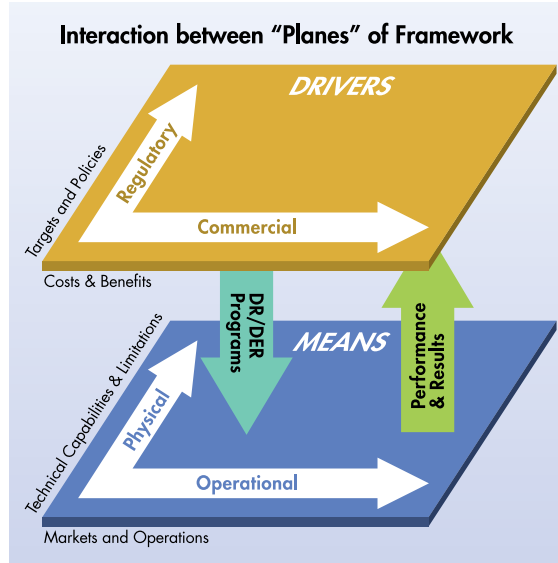 Interaction between “Planes” of Framework
DRIVERS
Regulatory
Commercial
Targets and Policies
Costs & Benefits
DR/DER
Programs
Performance
& Results
MEANS
Physical
Operational
Technical Capabilities & Limitations
Markets and Operations